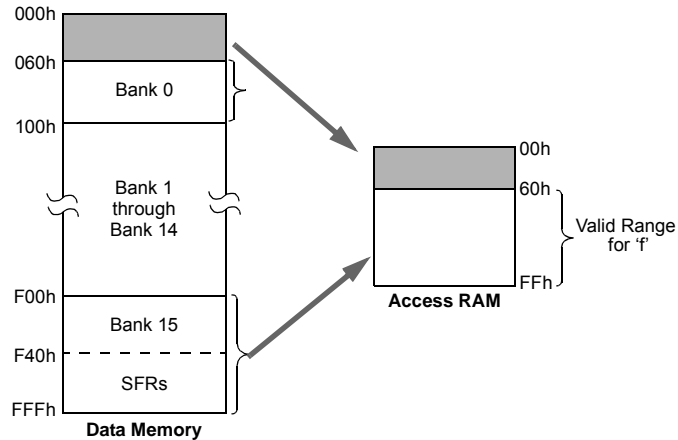 000h
060h
Bank 0
100h
Bank 1
through
Bank 14
F00h
Bank 15
F40h
SFRs
FFFh
Data Memory
00h
60h
Valid Range
for ‘f’
FFh
Access RAM